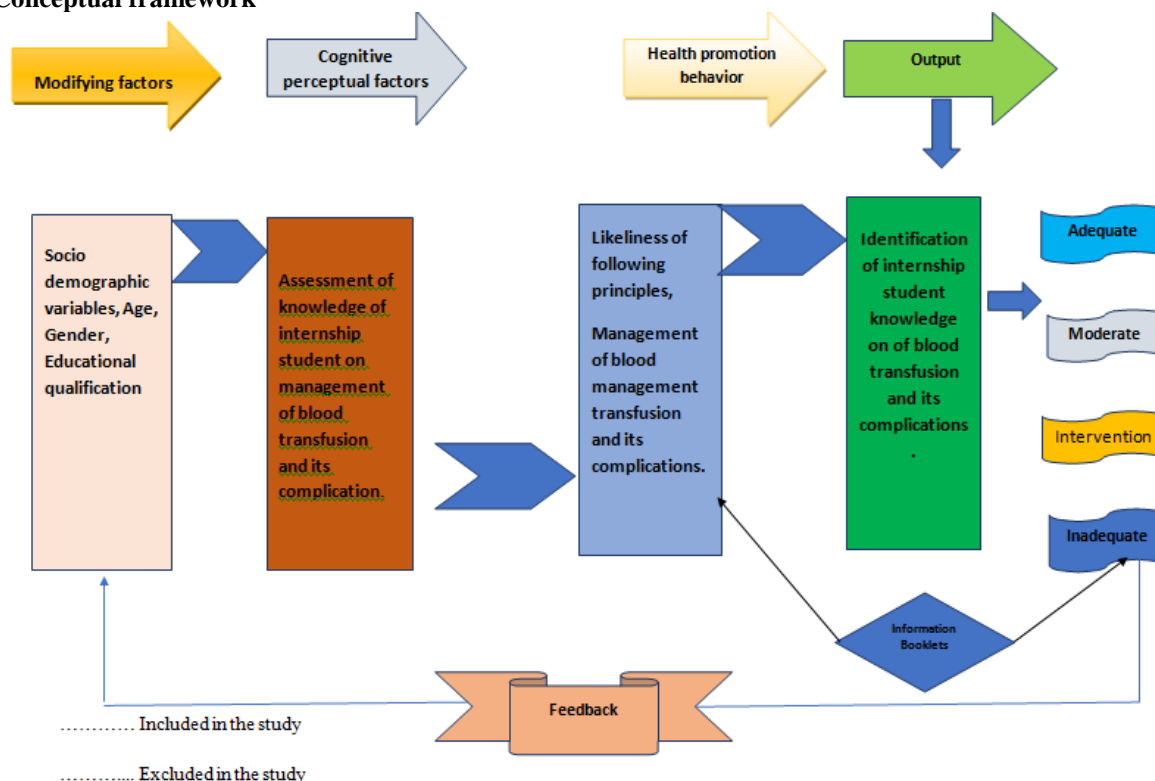 Conceptual framework
Modifying factors
Cognitive
perceptual factors
Health promotion
behavior
Output
Socio
demographic
variables, Age,
Gender,
Educational
qualification
Assessment of
knowledge of
internship
student on
management
of blood
transfusion
and its
complication.
Likeliness of
following
principles,
Management
of blood
management
transfusion
and its
complications.
Identification
of internship
student
knowledge
on of blood
transfusion
and its
complications
.
Adequate
Moderate
Intervention
Inadequate
Information
Booklets
Feedback
………… Included in the study
………….. Excluded in the study